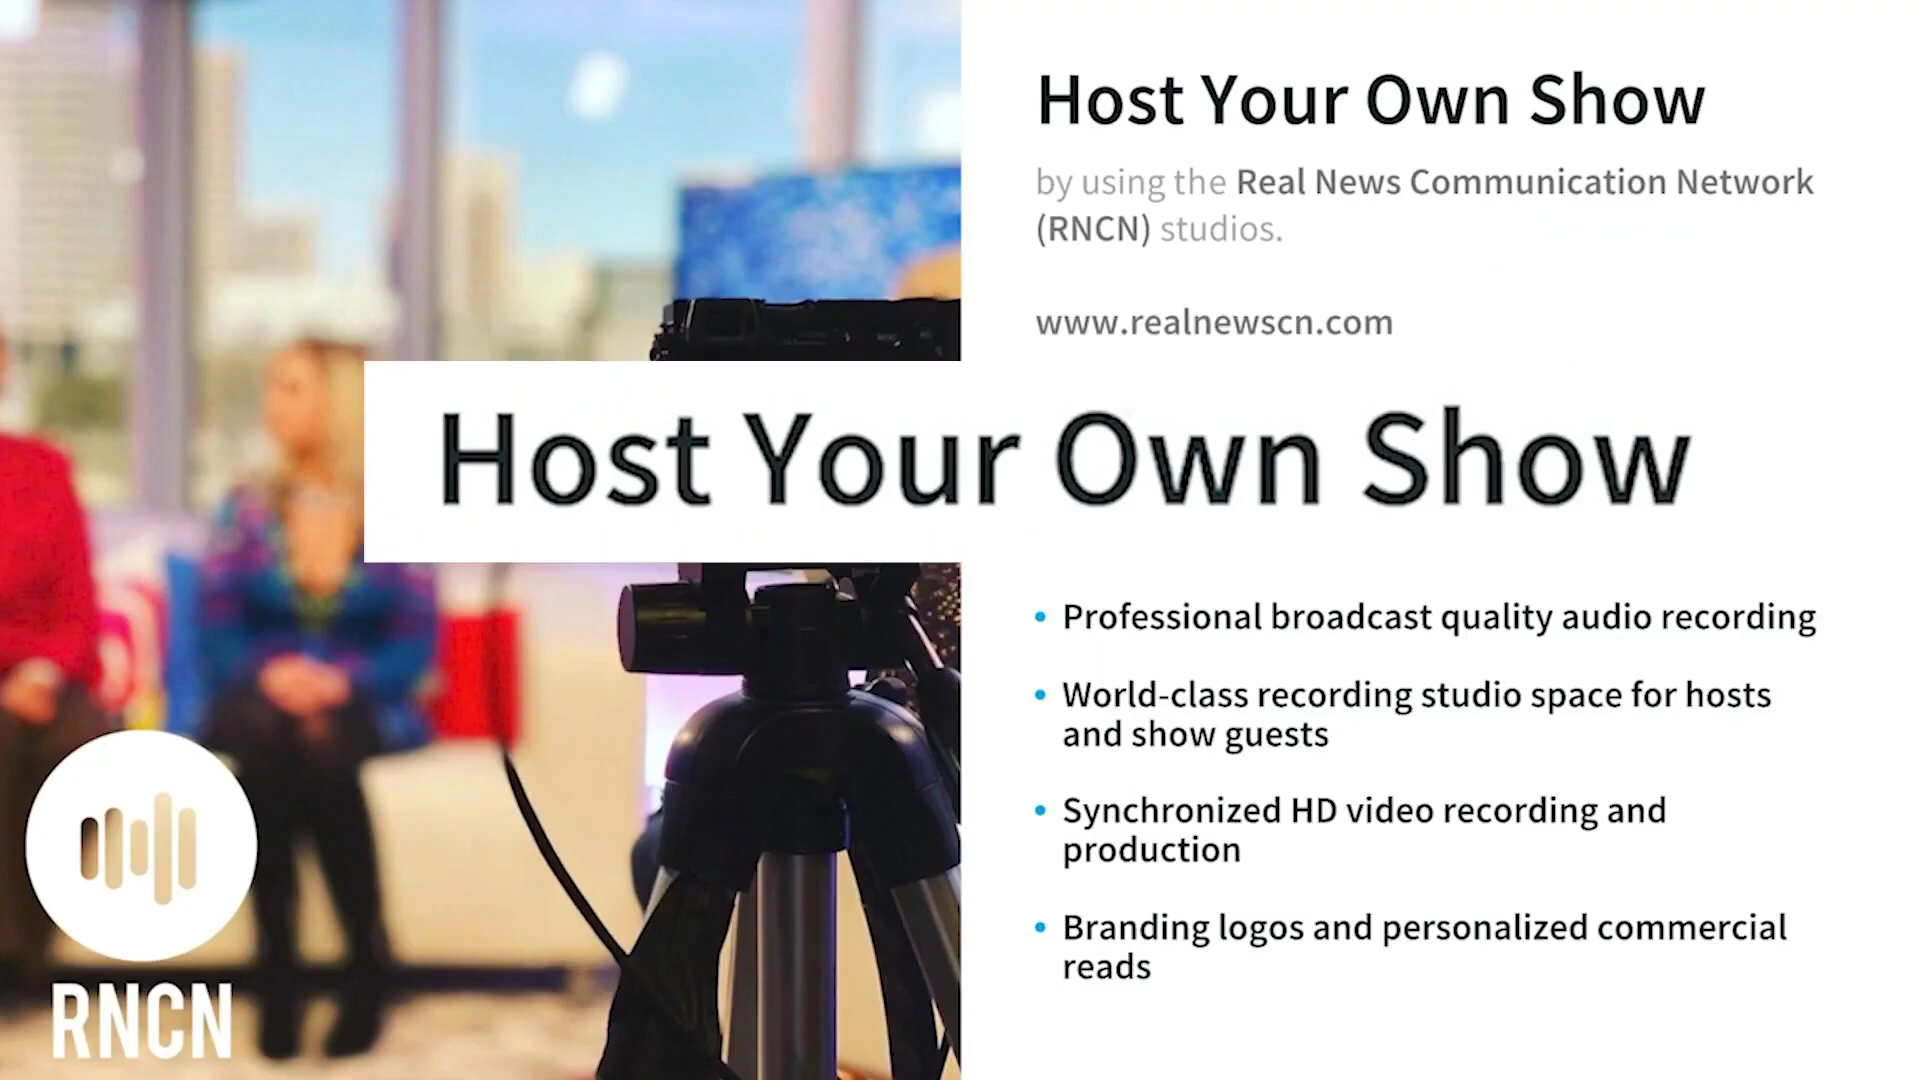 Host Your Own Show
by using the Real News Communication Network
(RNCN) studios.
www.realnewscn.com
Host Your Own Show
• Professional broadcast quality audio recording
• World-class recording studio space for hosts
and show guests
• Synchronized HD video recording and
production
• Branding logos and personalized commercial
reads
RNCN